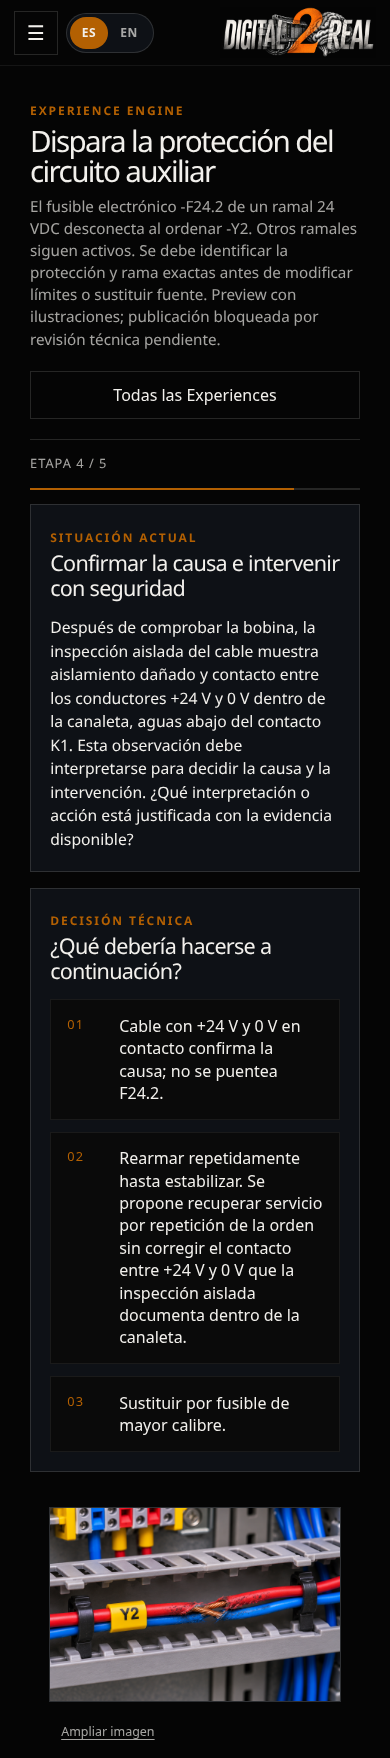 ☰
ES EN
DIGITAL 2 REAL
EXPERIENCE ENGINE
Dispara la protección del
circuito auxiliar
El fusible electrónico -F24.2 de un ramal 24
VDC desconecta al ordenar -Y2. Otros ramales
siguen activos. Se debe identificar la
protección y rama exactas antes de modificar
límites o sustituir fuente. Preview con
ilustraciones; publicación bloqueada por
revisión técnica pendiente.
Todas las Experiences
ETAPA 4 / 5
SITUACIÓN ACTUAL
Confirmar la causa e intervenir
con seguridad
Después de comprobar la bobina, la
inspección aislada del cable muestra
aislamiento dañado y contacto entre
los conductores +24 V y 0 V dentro de
la canaleta, aguas abajo del contacto
K1. Esta observación debe
interpretarse para decidir la causa y la
intervención. ¿Qué interpretación o
acción está justificada con la evidencia
disponible?
DECISIÓN TÉCNICA
¿Qué debería hacerse a
continuación?
01 Cable con +24 V y 0 V en
contacto confirma la
causa; no se puentea
F24.2.
02 Rearmar repetidamente
hasta estabilizar. Se
propone recuperar servicio
por repetición de la orden
sin corregir el contacto
entre +24 V y 0 V que la
inspección aislada
documenta dentro de la
canaleta.
03 Sustituir por fusible de
mayor calibre.
Y2
Ampliar imagen